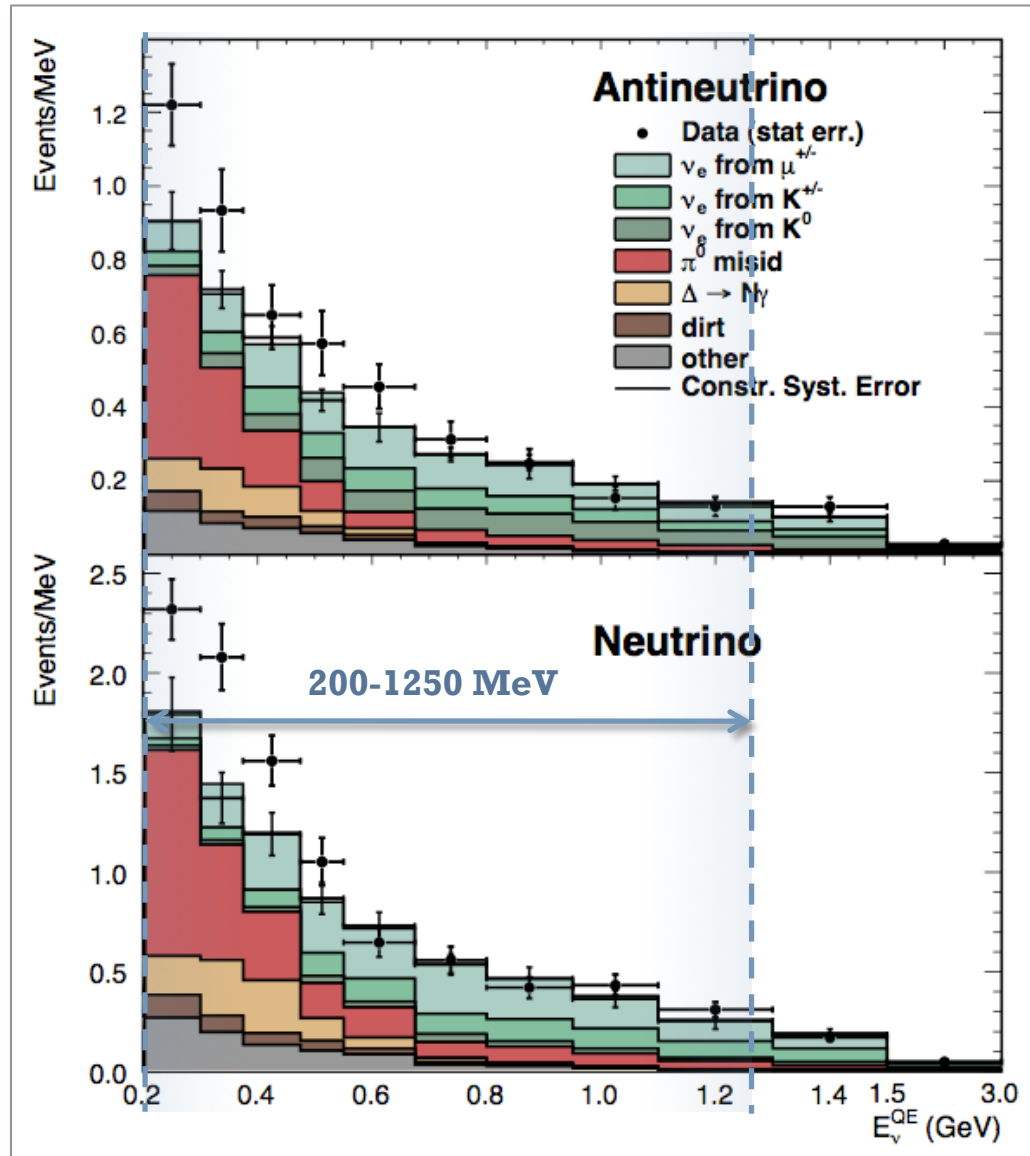 Events/MeV
1.2
1.0
0.8
0.6
0.4
0.2
Antineutrino
Data (stat err.)
νe from μ+/-
νe from K+/-
νe from K0
π0 misid
Δ → Nγ
dirt
other
Constr. Syst. Error
Events/MeV
2.5
2.0
1.5
1.0
0.5
0.0
Neutrino
200-1250 MeV
0.2 0.4 0.6 0.8 1.0 1.2 1.4 1.5 3.0
EνQE (GeV)